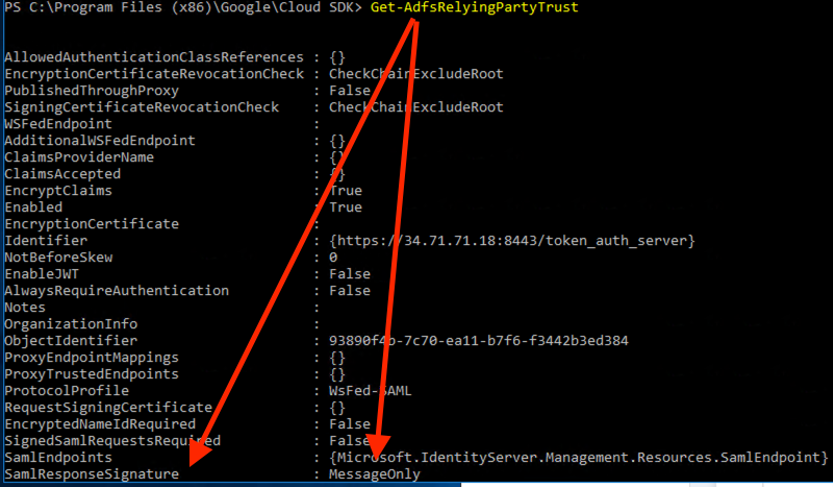 PS C:\Program Files (x86)\Google\Cloud SDK> Get-AdfsRelyingPartyTrust
AllowedAuthenticationClassReferences : {}
EncryptionCertificateRevocationCheck : CheckChainExcludeRoot
PublishedThroughProxy : False
SigningCertificateRevocationCheck : CheckChainExcludeRoot
WSFedEndpoint :
AdditionalWSFedEndpoint : {}
ClaimsProviderName : {}
ClaimsAccepted : {}
EncryptClaims : True
Enabled : True
EncryptionCertificate :
Identifier : {https://34.71.71.18:8443/token_auth_server}
NotBeforeSkew : 0
EnableJWT : False
AlwaysRequireAuthentication : False
Notes :
OrganizationInfo :
ObjectIdentifier : 93890f4b-7c70-ea11-b7f6-f3442b3ed384
ProxyEndpointMappings : {}
ProxyTrustedEndpoints : {}
ProtocolProfile : WsFed-SAML
RequestSigningCertificate : {}
EncryptedNameIdRequired : False
SignedSamlRequestsRequired : False
SamlEndpoints : {Microsoft.IdentityServer.Management.Resources.SamlEndpoint}
SamlResponseSignature : MessageOnly